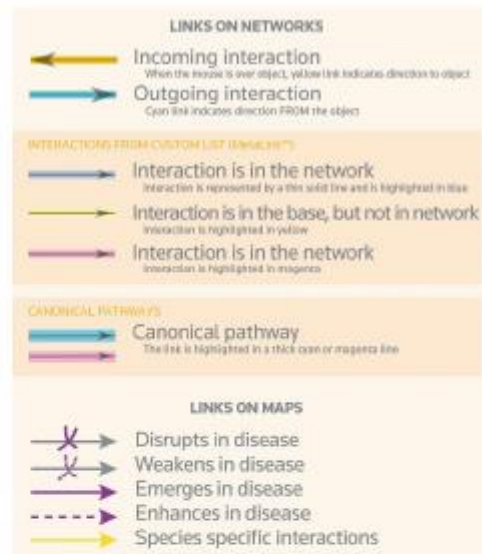 LINKS ON NETWORKS
Incoming interaction
When the mouse is over object, yellow link indicates direction to object
Outgoing interaction
Cyan link indicates direction FROM the object
INTERACTIONS FROM CUSTOM LIST (MetaLink™)
Interaction is in the network
Interaction is represented by a thin solid line and is highlighted in blue
Interaction is in the base, but not in network
Interaction is highlighted in yellow
Interaction is in the network
Interaction is highlighted in magenta
CANONICAL PATHWAYS
Canonical pathway
The link is highlighted in a thick cyan or magenta line
LINKS ON MAPS
Disrupts in disease
Weakens in disease
Emerges in disease
Enhances in disease
Species specific interactions